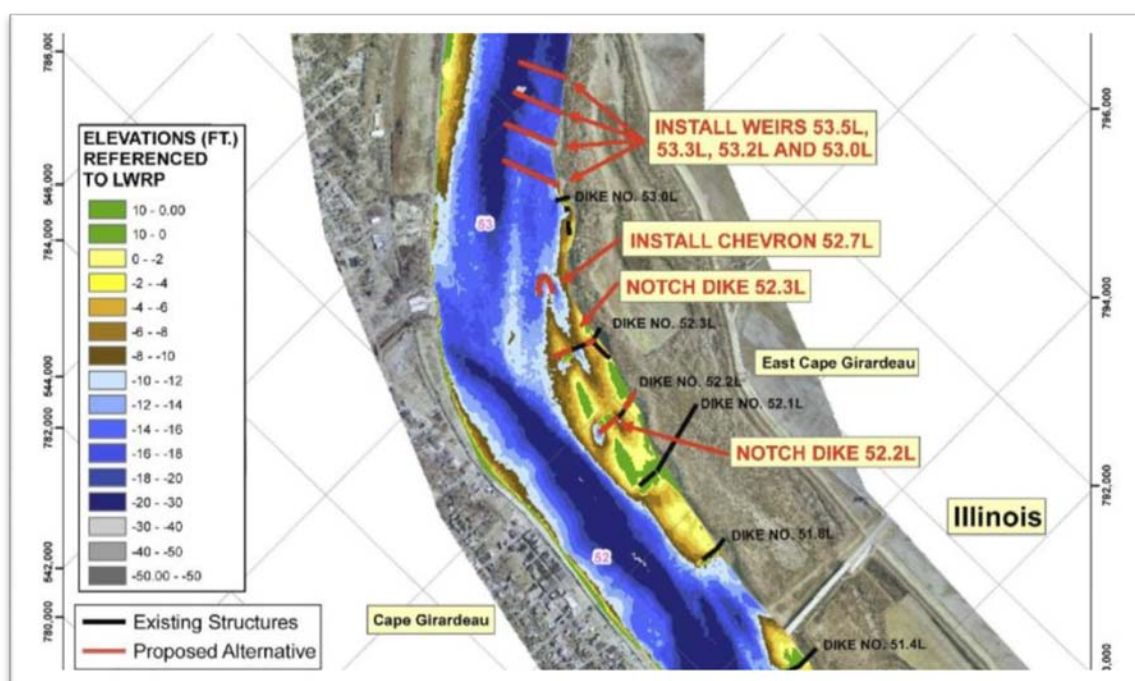 786,000
546,000
784,000
544,000
782,000
542,000
780,000
ELEVATIONS (FT.)
REFERENCED
TO LWRP
10 - 0.00
10 - 0
0 - -2
-2 - -4
-4 - -6
-6 - -8
-8 - -10
-10 - -12
-12 - -14
-14 - -16
-16 - -18
-18 - -20
-20 - -30
-30 - -40
-40 - -50
-50.00 - -50
Existing Structures
Proposed Alternative
INSTALL WEIRS 53.5L,
53.3L, 53.2L AND 53.0L
DIKE NO. 53.0L
53
INSTALL CHEVRON 52.7L
NOTCH DIKE 52.3L
DIKE NO. 52.3L
East Cape Girardeau
DIKE NO. 52.2L
DIKE NO. 52.1L
NOTCH DIKE 52.2L
Illinois
DIKE NO. 51.8L
52
Cape Girardeau
DIKE NO. 51.4L
796,000
794,000
792,000